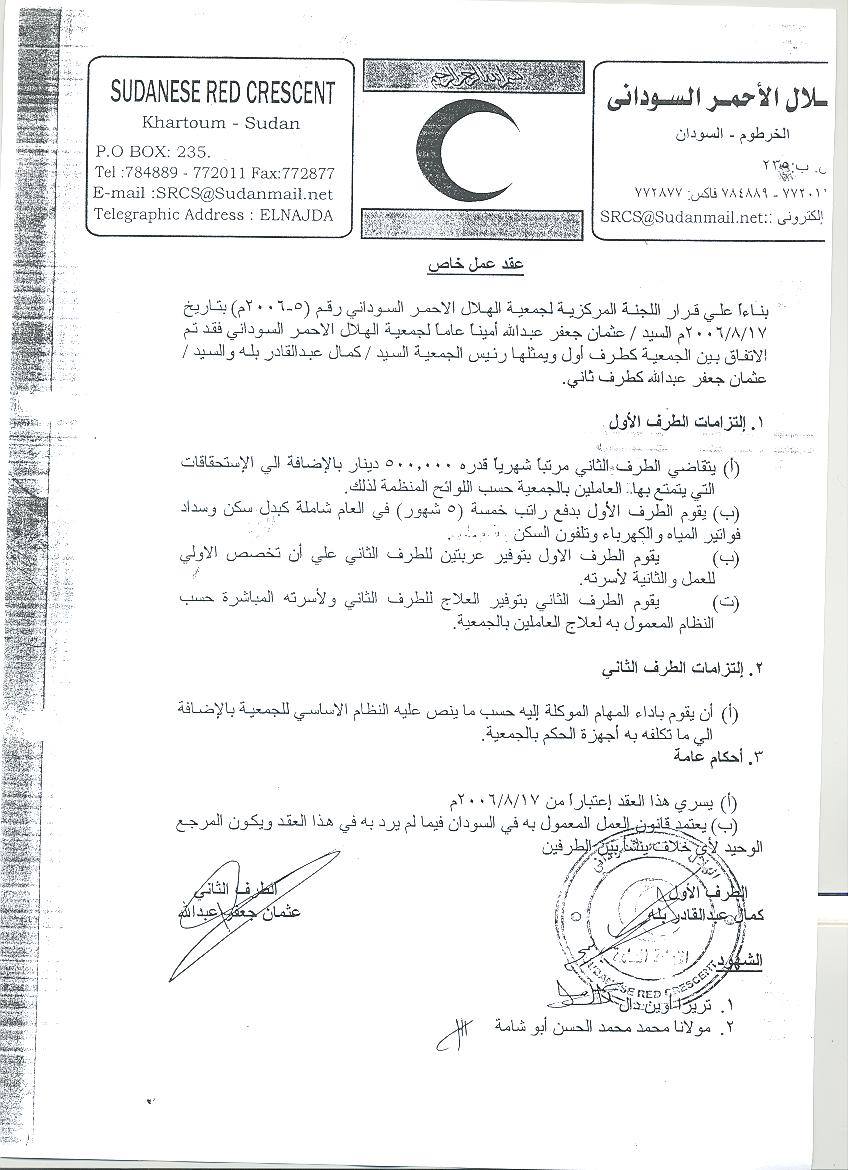 SUDANESE RED CRESCENT
Khartoum - Sudan
P.O BOX: 235.
Tel :784889 - 772011 Fax:772877
E-mail :SRCS@Sudanmail.net
Telegraphic Address : ELNAJDA
بسم الله الرحمن الرحيم
ـلال الأحمـر السـودانى
الخرطوم - السودان
ب: ٢٣٥
٧٧٢٠١ - ٧٨٤٨٨٩ فاكس: ٧٧٢٨٧٧
إلكترونى :: SRCS@Sudanmail.net
عقد عمل خاص
بناءاً علي قرار اللجنة المركزية لجمعية الهلال الاحمر السوداني رقم (٥-٢٠٠٦م) بتاريخ
٢٠٠٦/٨/١٧م السيد / عثمان جعفر عبدالله أميناً عاماً لجمعية الهلال الاحمر السوداني فقد تم
الاتفاق بين الجمعية كطرف أول ويمثلها رئيس الجمعية السيد / كمال عبدالقادر بله والسيد /
عثمان جعفر عبدالله كطرف ثاني.
١. إلتزامات الطرف الأول
(أ) يتقاضي الطرف الثاني مرتباً شهرياً قدره ٥٠٠,٠٠٠ دينار بالإضافة الي الإستحقاقات
التي يتمتع بها العاملين بالجمعية حسب اللوائح المنظمة لذلك.
(ب) يقوم الطرف الأول بدفع راتب خمسة (٥ شهور) في العام شاملة كبدل سكن وسداد
فواتير المياه والكهرباء وتلفون السكن
(ب) يقوم الطرف الاول بتوفير عربتين للطرف الثاني علي أن تخصص الاولي
للعمل والثانية لأسرته.
(ت) يقوم الطرف الثاني بتوفير العلاج للطرف الثاني ولأسرته المباشرة حسب
النظام المعمول به لعلاج العاملين بالجمعية.
٢. إلتزامات الطرف الثاني
(أ) أن يقوم باداء المهام الموكلة إليه حسب ما ينص عليه النظام الاساسي للجمعية بالإضافة
الي ما تكلفه به أجهزة الحكم بالجمعية.
٣. أحكام عامة
(أ) يسري هذا العقد إعتباراً من ٢٠٠٦/٨/١٧م
(ب) يعتمد قانون العمل المعمول به في السودان فيما لم يرد به في هذا العقد ويكون المرجع
الوحيد لأي خلاف ينشأ بين الطرفين
الطرف الأول
كمال عبدالقادر بله
الطرف الثاني
عثمان جعفر عبدالله
SUDANESE RED CRESCENT
الشهود
١. تريزا أوين دال
٢. مولانا محمد محمد الحسن أبو شامة